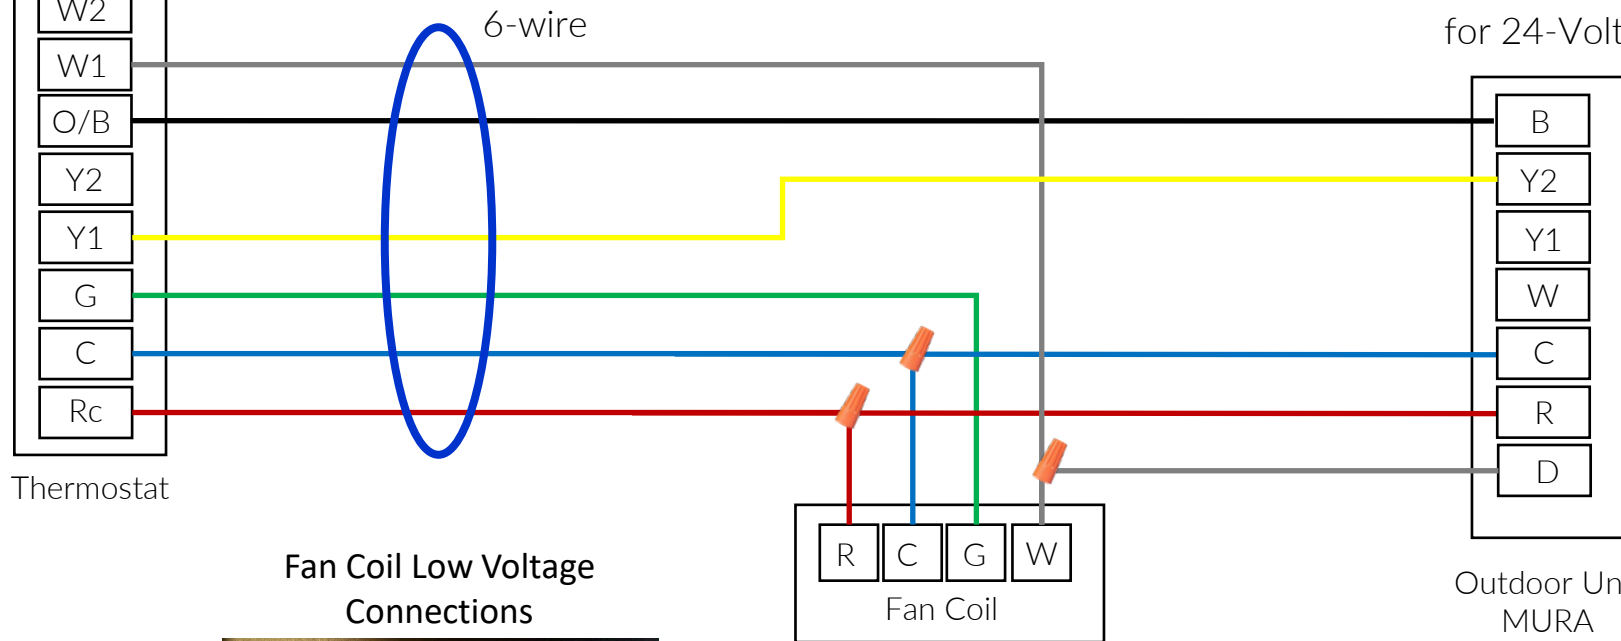 W2
6-wire
for 24-Volt
W1
O/B
B
Y2
Y2
Y1
Y1
G
W
C
C
Rc
R
D
Thermostat
R C G W
Fan Coil
Fan Coil Low Voltage
Connections
Outdoor Un
MURA